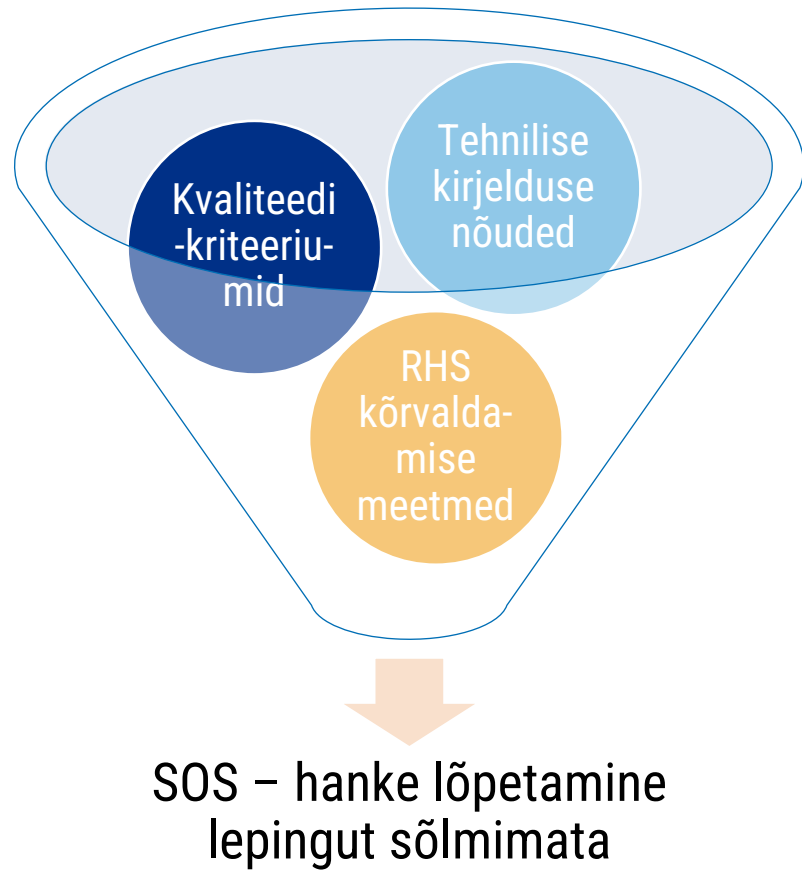 Kvaliteedi
-kriteeriu-
mid
Tehnilise
kirjelduse
nõuded
RHS
kõrvalda-
mise
meetmed
SOS – hanke lõpetamine
lepingut sõlmimata